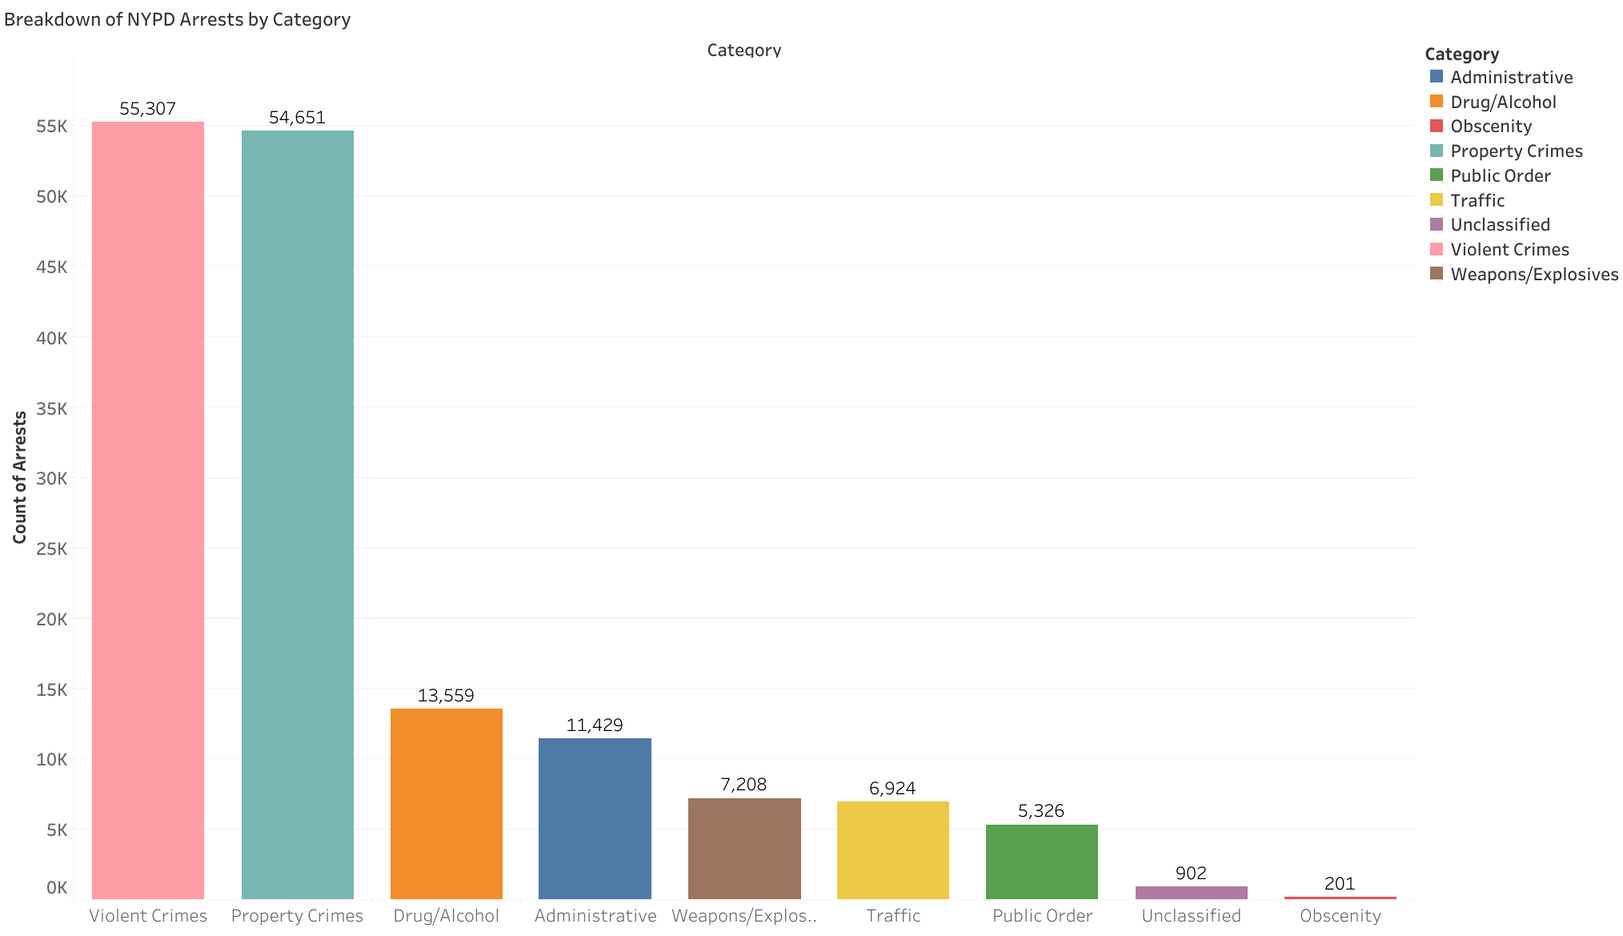 Breakdown of NYPD Arrests by Category
Category
Count of Arrests
55K
50K
45K
40K
35K
30K
25K
20K
15K
10K
5K
0K
55,307
54,651
13,559
11,429
7,208
6,924
5,326
902
201
Violent Crimes
Property Crimes
Drug/Alcohol
Administrative
Weapons/Explos..
Traffic
Public Order
Unclassified
Obscenity
Category
Administrative
Drug/Alcohol
Obscenity
Property Crimes
Public Order
Traffic
Unclassified
Violent Crimes
Weapons/Explosives